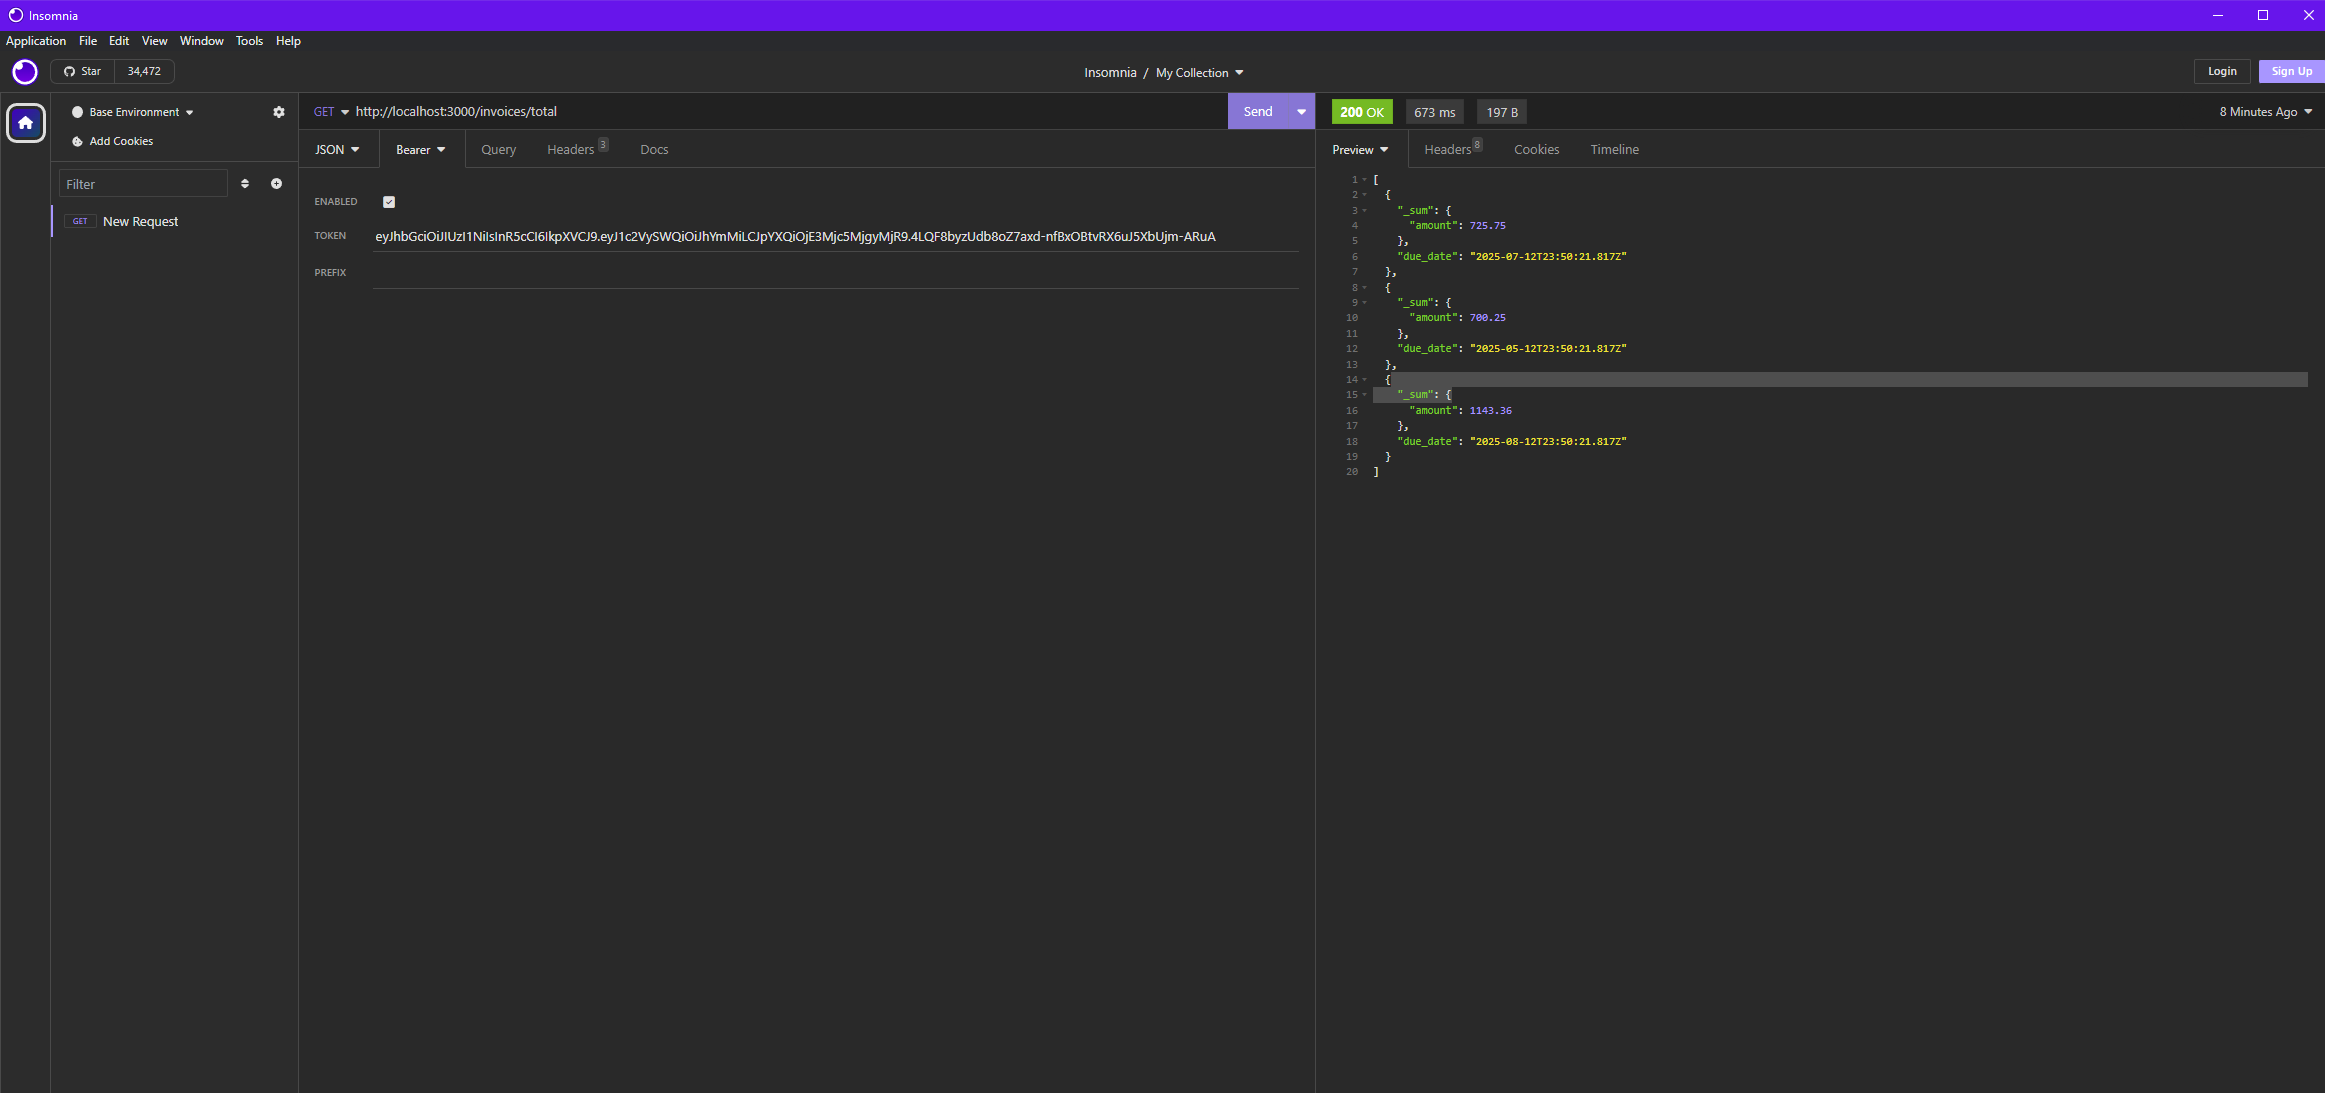 Insomnia
Application File Edit View Window Tools Help
Star 34,472
Insomnia / My Collection
Login Sign Up
Base Environment
Add Cookies
Filter
GET New Request
GET http://localhost:3000/invoices/total Send
JSON Bearer Query Headers 3 Docs
ENABLED
TOKEN eyJhbGciOiJIUzI1NiIsInR5cCI6IkpXVCJ9.eyJ1c2VySWQiOiJhYmMiLCJpYXQiOjE3Mjc5MjgyMjR9.4LQF8byzUdb8oZ7axd-nfBxOBtvRX6uJ5XbUjm-ARuA
PREFIX
200 OK 673 ms 197 B 8 Minutes Ago
Preview Headers 8 Cookies Timeline
1 [
2 {
3 "_sum": {
4 "amount": 725.75
5 },
6 "due_date": "2025-07-12T23:50:21.817Z"
7 },
8 {
9 "_sum": {
10 "amount": 700.25
11 },
12 "due_date": "2025-05-12T23:50:21.817Z"
13 },
14 {
15 "_sum": {
16 "amount": 1143.36
17 },
18 "due_date": "2025-08-12T23:50:21.817Z"
19 }
20 ]